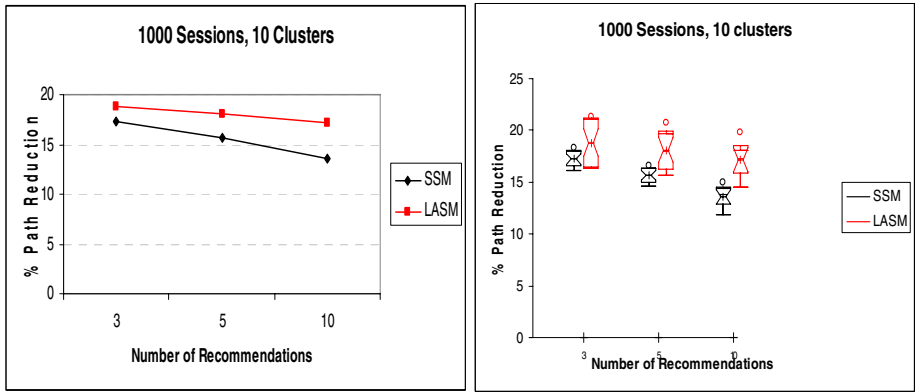 1000 Sessions, 10 Clusters
% Path Reduction
20
15
10
5
0
3 5 10
Number of Recommendations
SSM
LASM
1000 Sessions, 10 clusters
% Path Reduction
25
20
15
10
5
0
3 5 10
Number of Recommendations
SSM
LASM